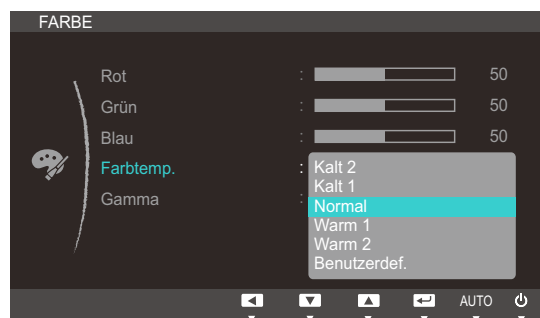 FARBE
Rot : 50
Grün : 50
Blau : 50
Farbtemp. : Kalt 2
Kalt 1
Gamma :
Normal
Warm 1
Warm 2
Benutzerdef.
AUTO